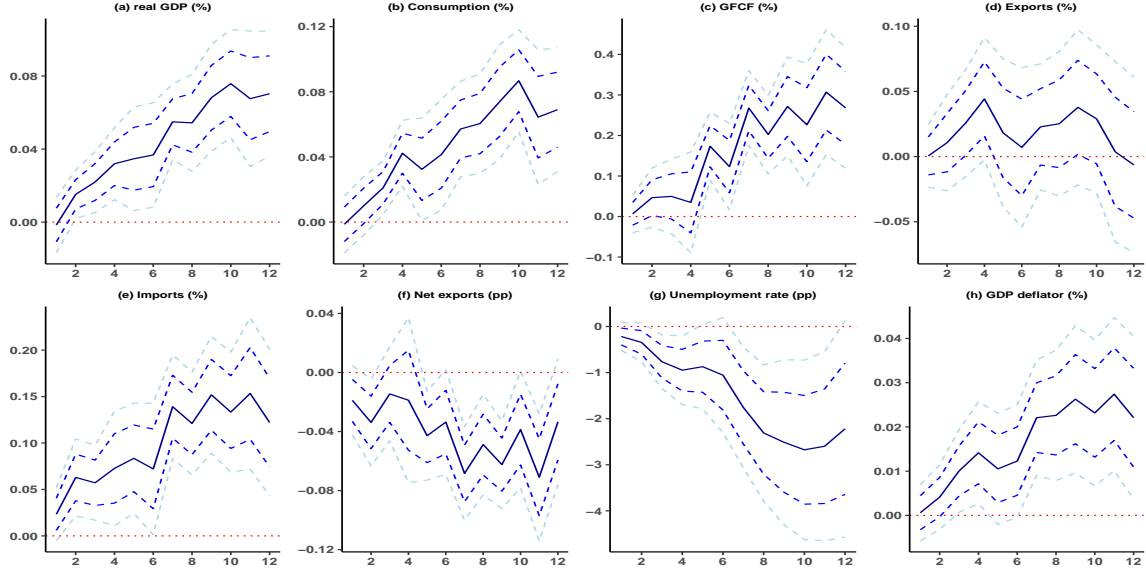 (a) real GDP (%)
0.08
0.04
0.00
2 4 6 8 10 12
(b) Consumption (%)
0.12
0.08
0.04
0.00
2 4 6 8 10 12
(c) GFCF (%)
0.4
0.3
0.2
0.1
0.0
−0.1
2 4 6 8 10 12
(d) Exports (%)
0.10
0.05
0.00
−0.05
2 4 6 8 10 12
(e) Imports (%)
0.20
0.15
0.10
0.05
0.00
2 4 6 8 10 12
(f) Net exports (pp)
0.04
0.00
−0.04
−0.08
−0.12
2 4 6 8 10 12
(g) Unemployment rate (pp)
0
−1
−2
−3
−4
2 4 6 8 10 12
(h) GDP deflator (%)
0.04
0.03
0.02
0.01
0.00
2 4 6 8 10 12